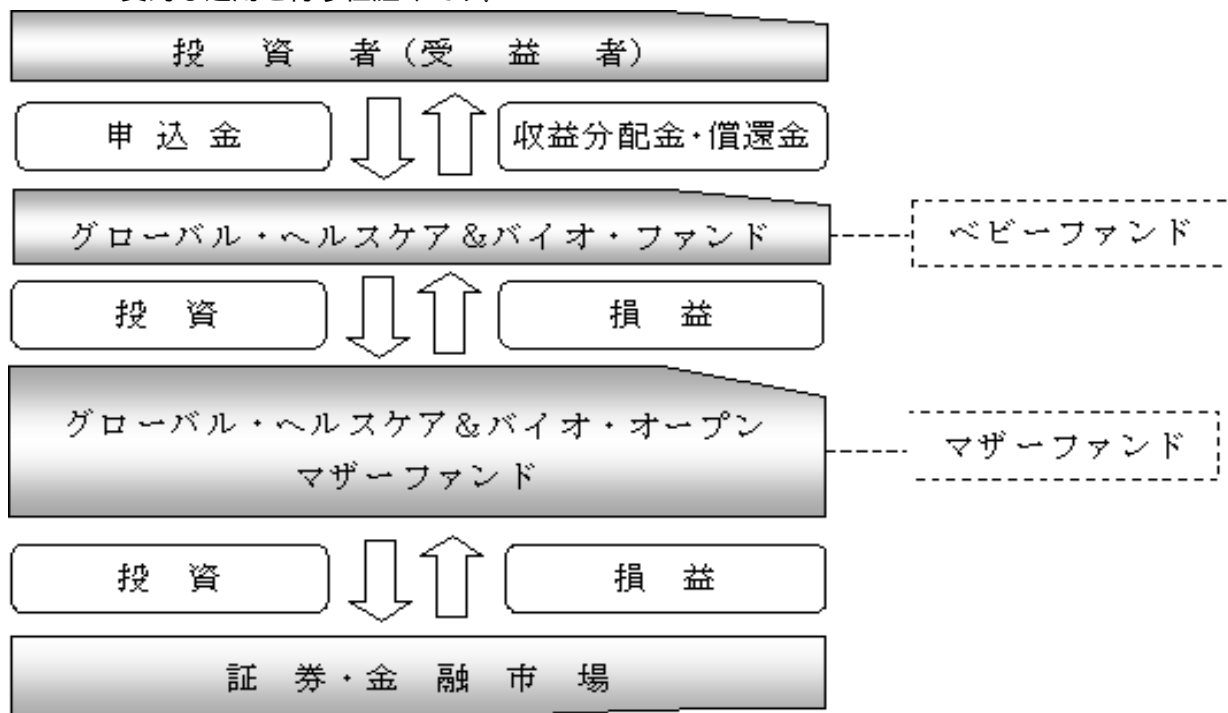 投資者(受益者)
申込金
収益分配金・償還金
グローバル・ヘルスケア&バイオ・ファンド
ベビーファンド
投資
損益
グローバル・ヘルスケア&バイオ・オープン
マザーファンド
マザーファンド
投資
損益
証券・金融市場